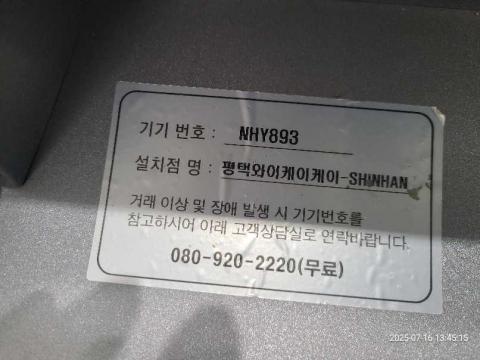 기기 번호 : NHY893
설치점 명 : 평택와이케이케이-SHINHAN
거래 이상 및 장애 발생 시 기기번호를
참고하시어 아래 고객상담실로 연락바랍니다.
080-920-2220(무료)
2025-07-16 13:45:15